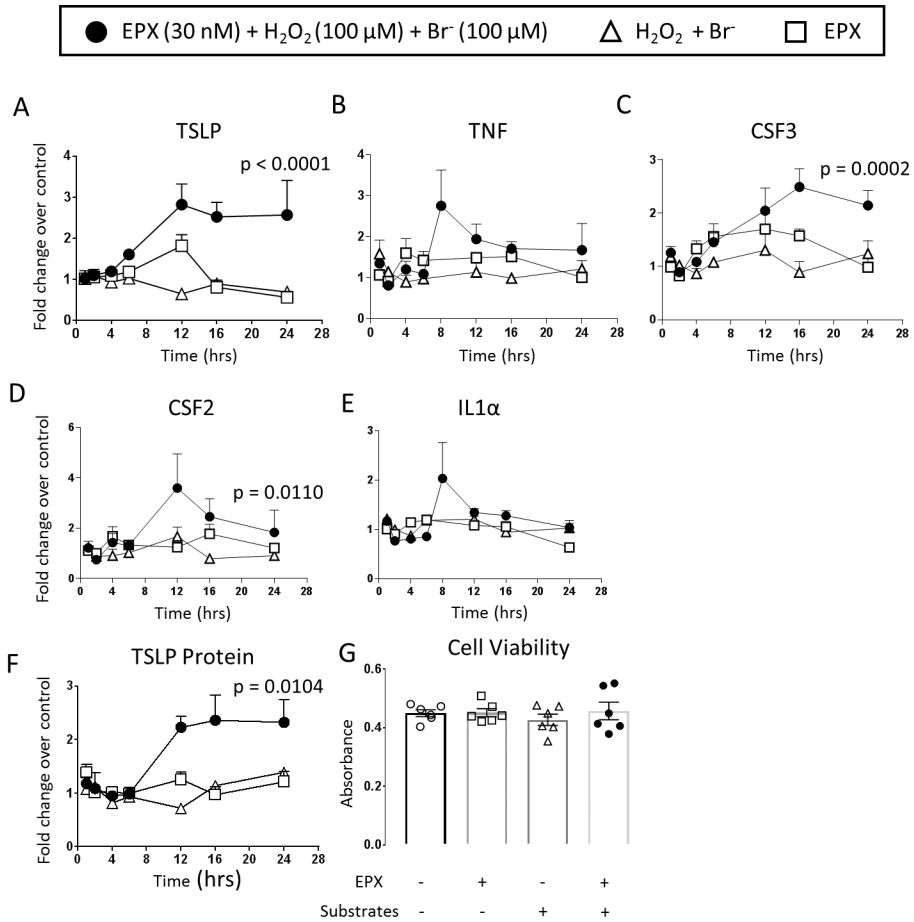 EPX (30 nM) + H₂O₂ (100 µM) + Br⁻ (100 µM) H₂O₂ + Br⁻ EPX
A
TSLP
p < 0.0001
Fold change over control
4
3
2
1
0
0 4 8 12 16 20 24 28
Time (hrs)
B
TNF
4
3
2
1
0
0 4 8 12 16 20 24 28
Time (hrs)
C
CSF3
p = 0.0002
3
2
1
0
0 4 8 12 16 20 24 28
Time (hrs)
D
CSF2
p = 0.0110
Fold change over control
6
4
2
0
0 4 8 12 16 20 24 28
Time (hrs)
E
IL1α
3
2
1
0
0 4 8 12 16 20 24 28
Time (hrs)
F
TSLP Protein
p = 0.0104
Fold change over control
3
2
1
0
0 4 8 12 16 20 24 28
Time (hrs)
G
Cell Viability
Absorbance
0.6
0.4
0.2
0.0
EPX - + - +
Substrates - - + +